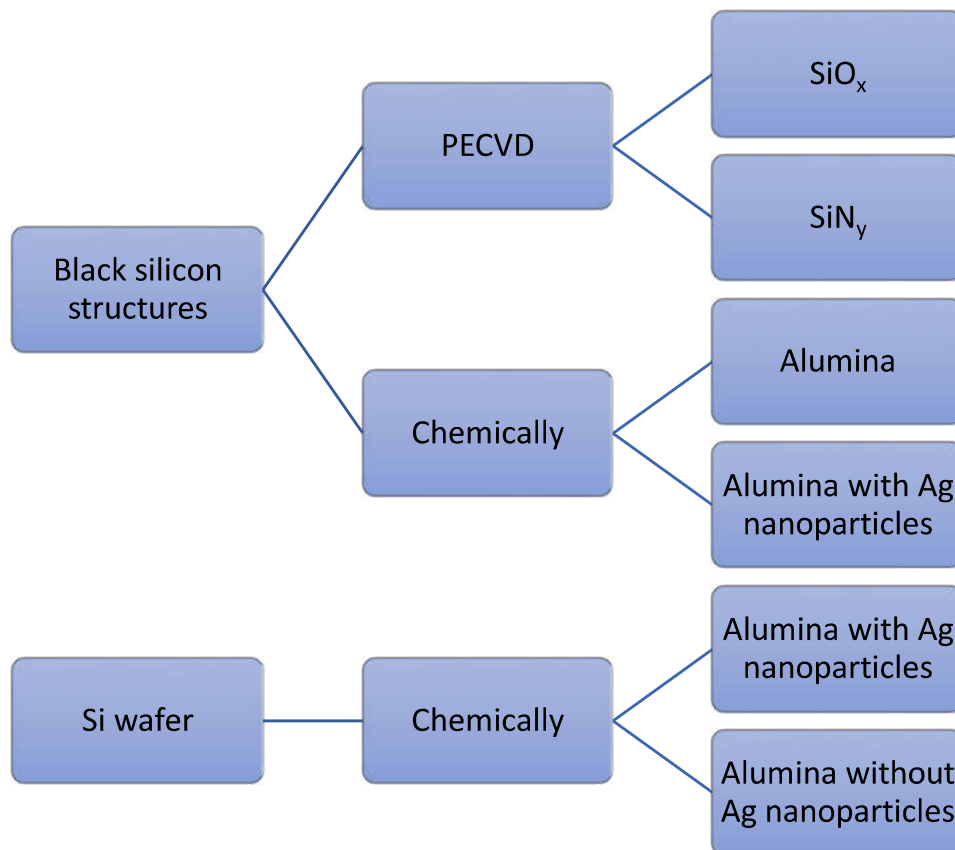 SiOₓ
PECVD
SiNy
Black silicon
structures
Alumina
Chemically
Alumina with Ag
nanoparticles
Alumina with Ag
nanoparticles
Si wafer
Chemically
Alumina without
Ag nanoparticles